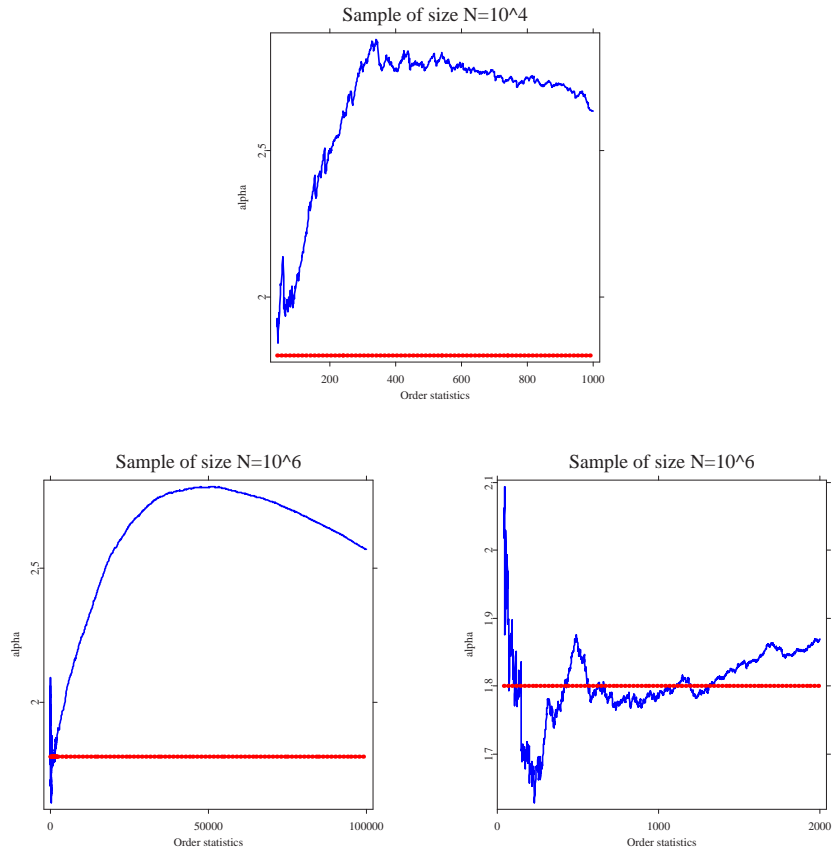 Sample of size N=10^4
alpha
2.5
2
200
400
600
800
1000
Order statistics
Sample of size N=10^6
alpha
2.5
2
0
50000
100000
Order statistics
Sample of size N=10^6
alpha
2.1
2
1.9
1.8
1.7
0
1000
2000
Order statistics